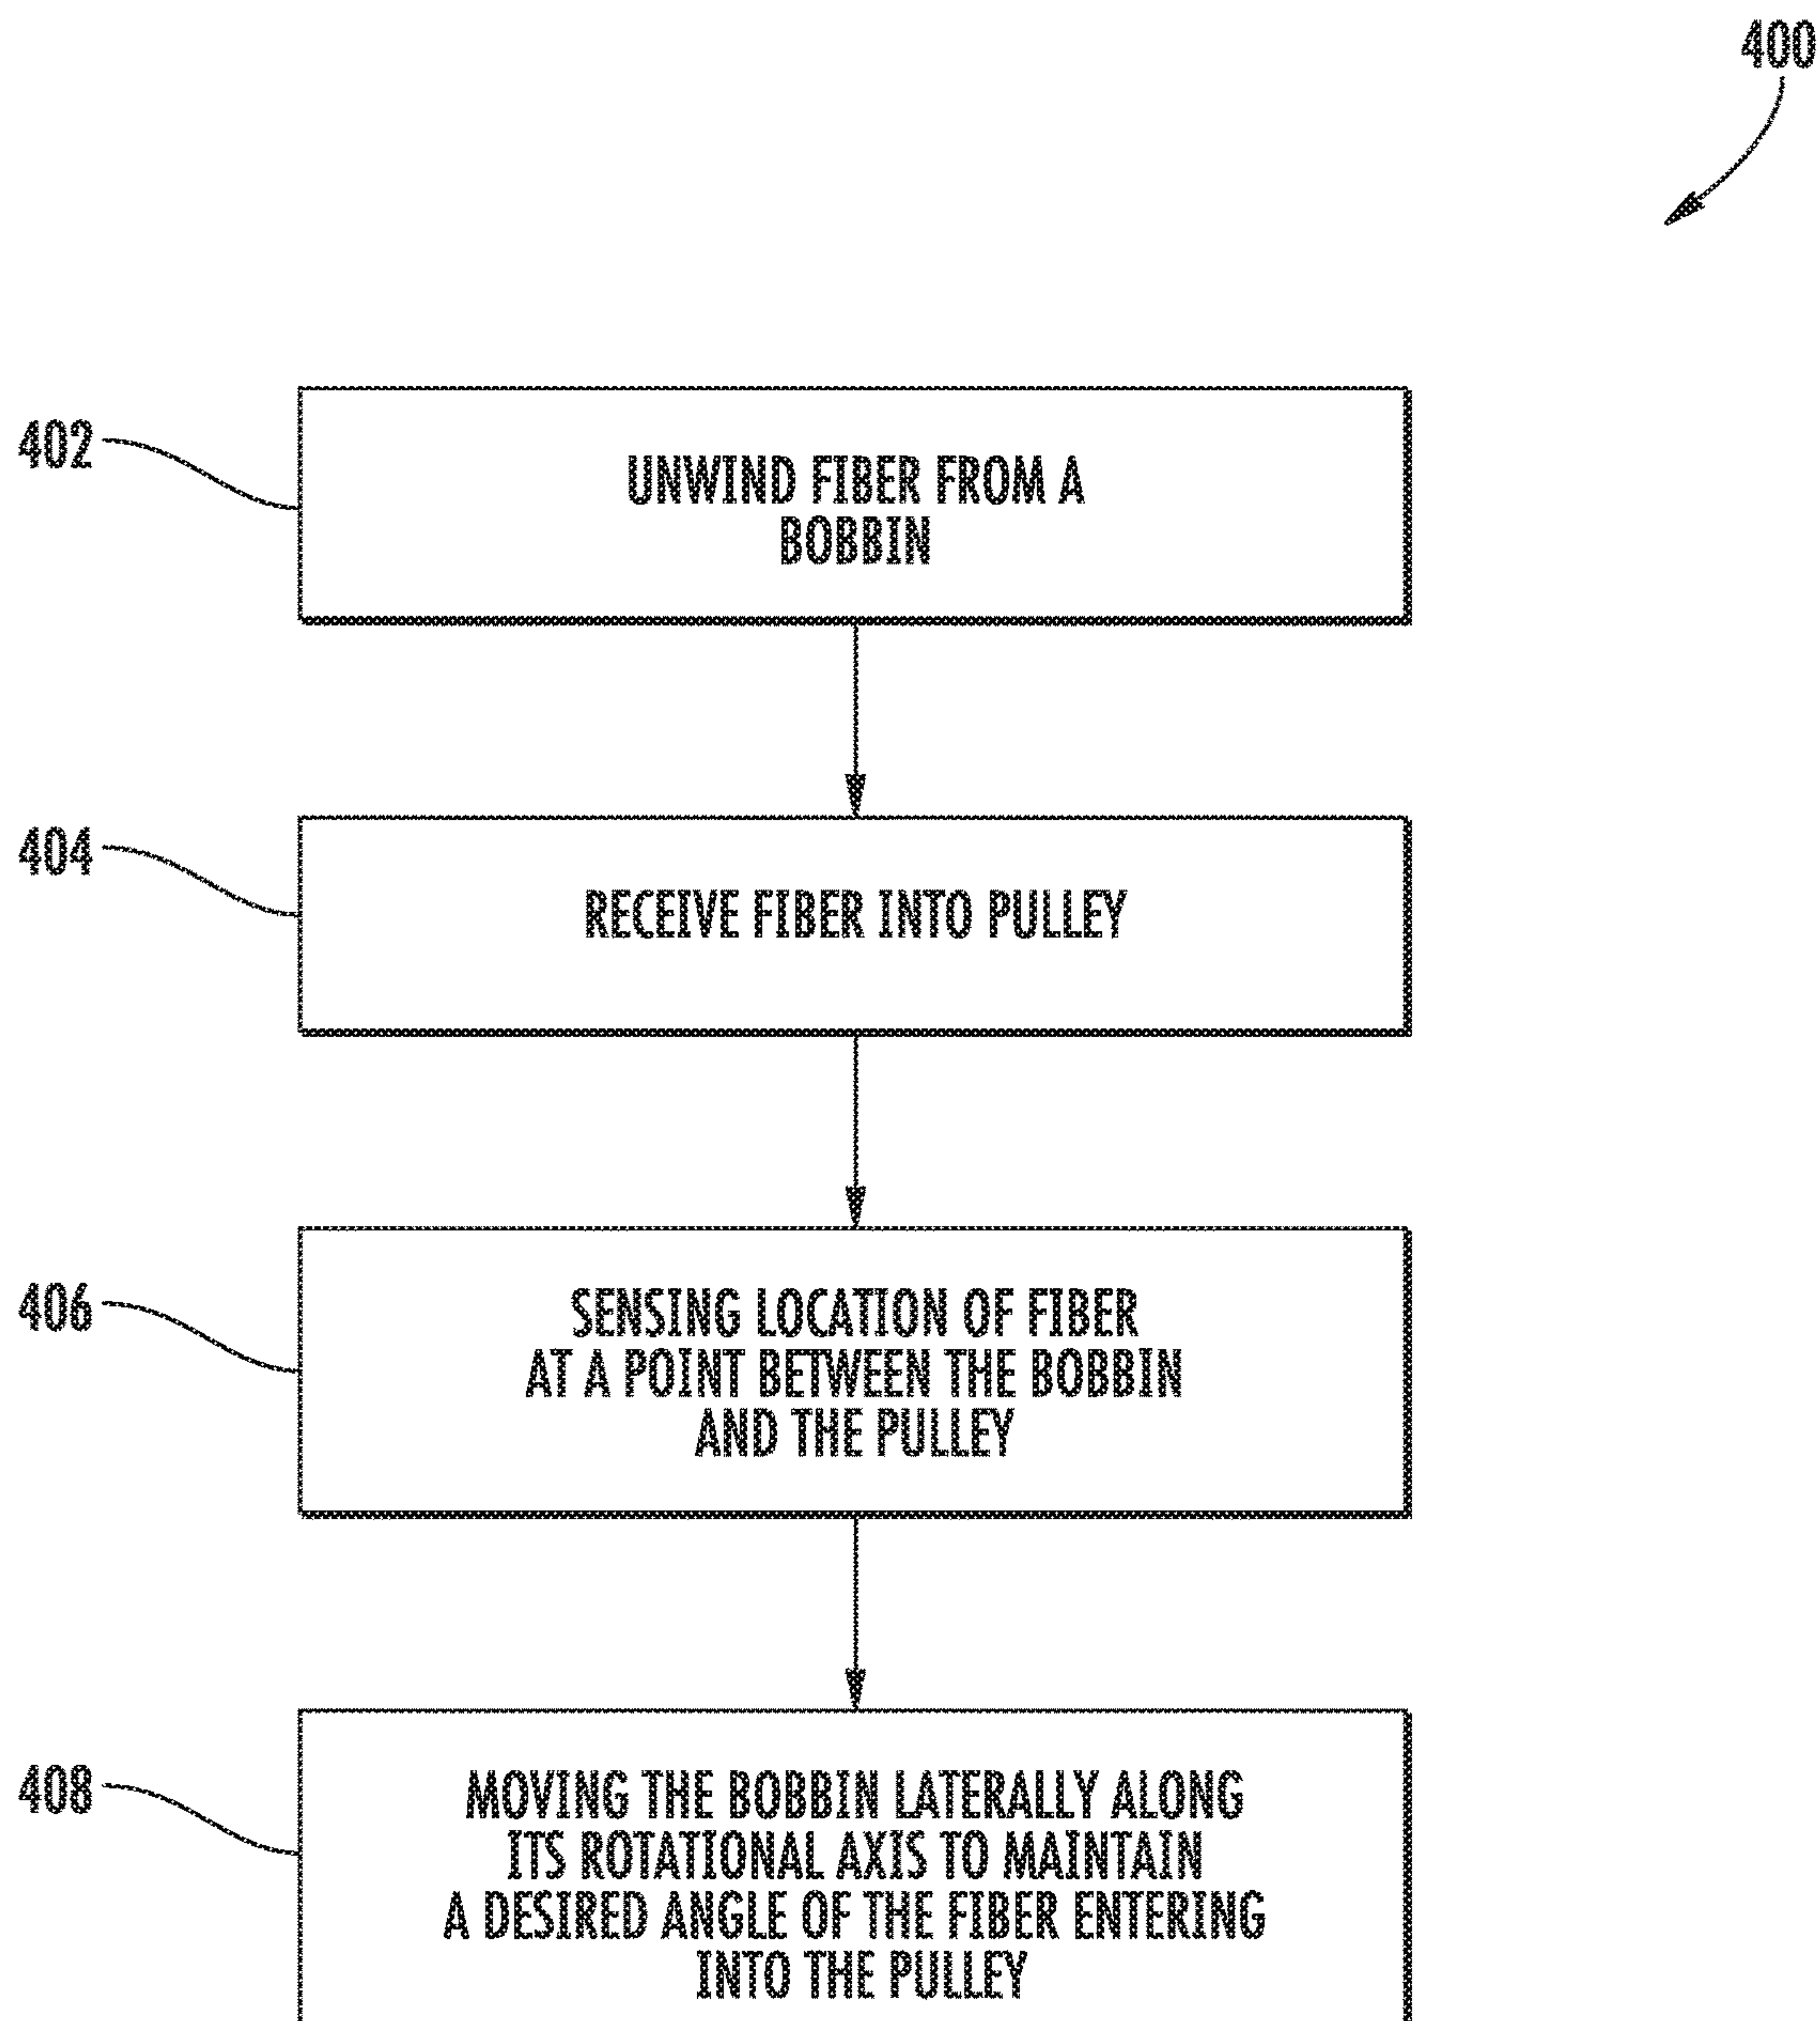 400
402
UNWIND FIBER FROM A
BOBBIN
404
RECEIVE FIBER INTO PULLEY
406
SENSING LOCATION OF FIBER
AT A POINT BETWEEN THE BOBBIN
AND THE PULLEY
408
MOVING THE BOBBIN LATERALLY ALONG
ITS ROTATIONAL AXIS TO MAINTAIN
A DESIRED ANGLE OF THE FIBER ENTERING
INTO THE PULLEY